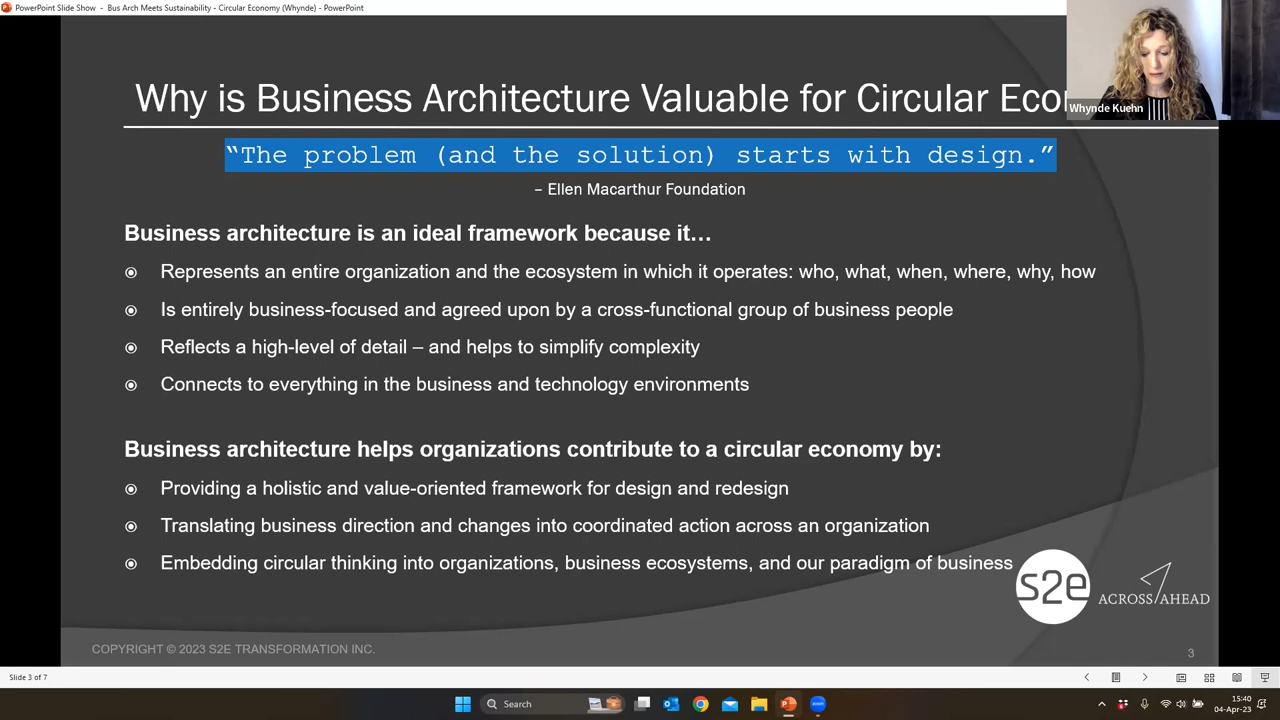 PowerPoint Slide Show - Bus Arch Meets Sustainability - Circular Economy (Whynde) - PowerPoint
Why is Business Architecture Valuable for Circular Eco
Whynde Kuehn
“The problem (and the solution) starts with design.”
– Ellen Macarthur Foundation
Business architecture is an ideal framework because it…
Represents an entire organization and the ecosystem in which it operates: who, what, when, where, why, how
Is entirely business-focused and agreed upon by a cross-functional group of business people
Reflects a high-level of detail – and helps to simplify complexity
Connects to everything in the business and technology environments
Business architecture helps organizations contribute to a circular economy by:
Providing a holistic and value-oriented framework for design and redesign
Translating business direction and changes into coordinated action across an organization
Embedding circular thinking into organizations, business ecosystems, and our paradigm of business
s2e
ACROSS AHEAD
COPYRIGHT © 2023 S2E TRANSFORMATION INC.
3
Slide 3 of 7
Search
zoom
15:40
04-Apr-23